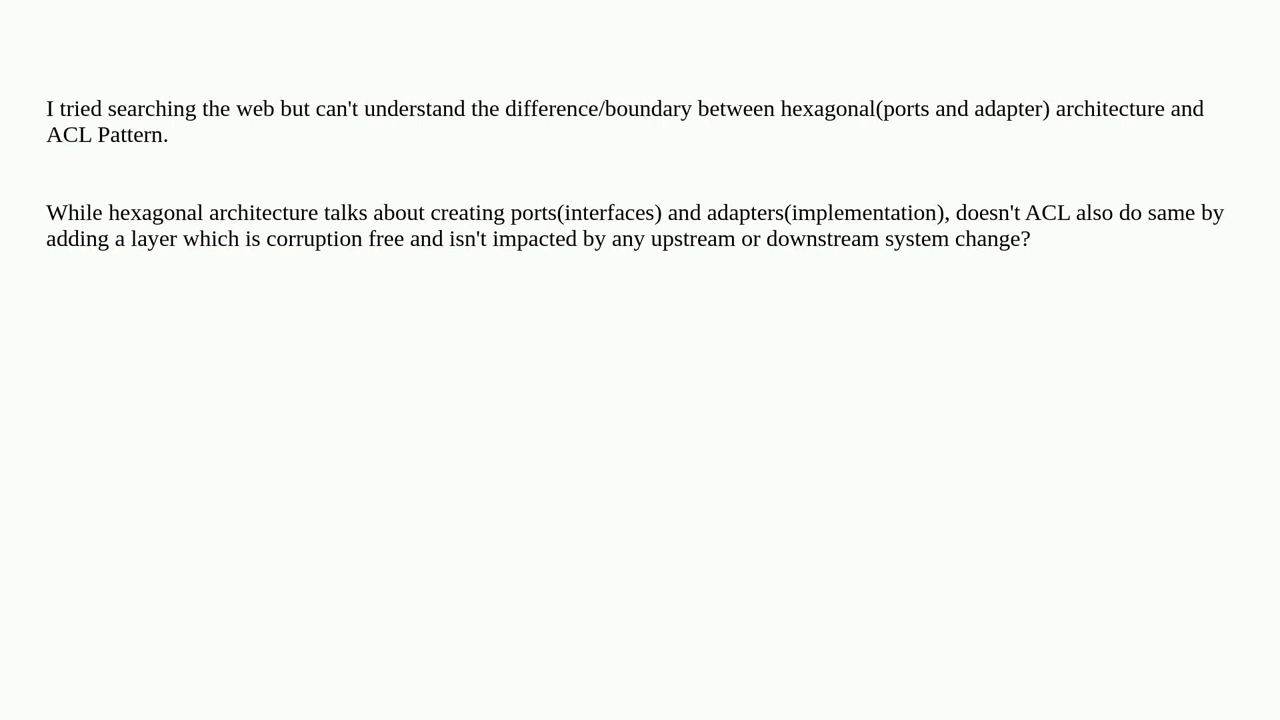 I tried searching the web but can't understand the difference/boundary between hexagonal(ports and adapter) architecture and
ACL Pattern.
While hexagonal architecture talks about creating ports(interfaces) and adapters(implementation), doesn't ACL also do same by
adding a layer which is corruption free and isn't impacted by any upstream or downstream system change?